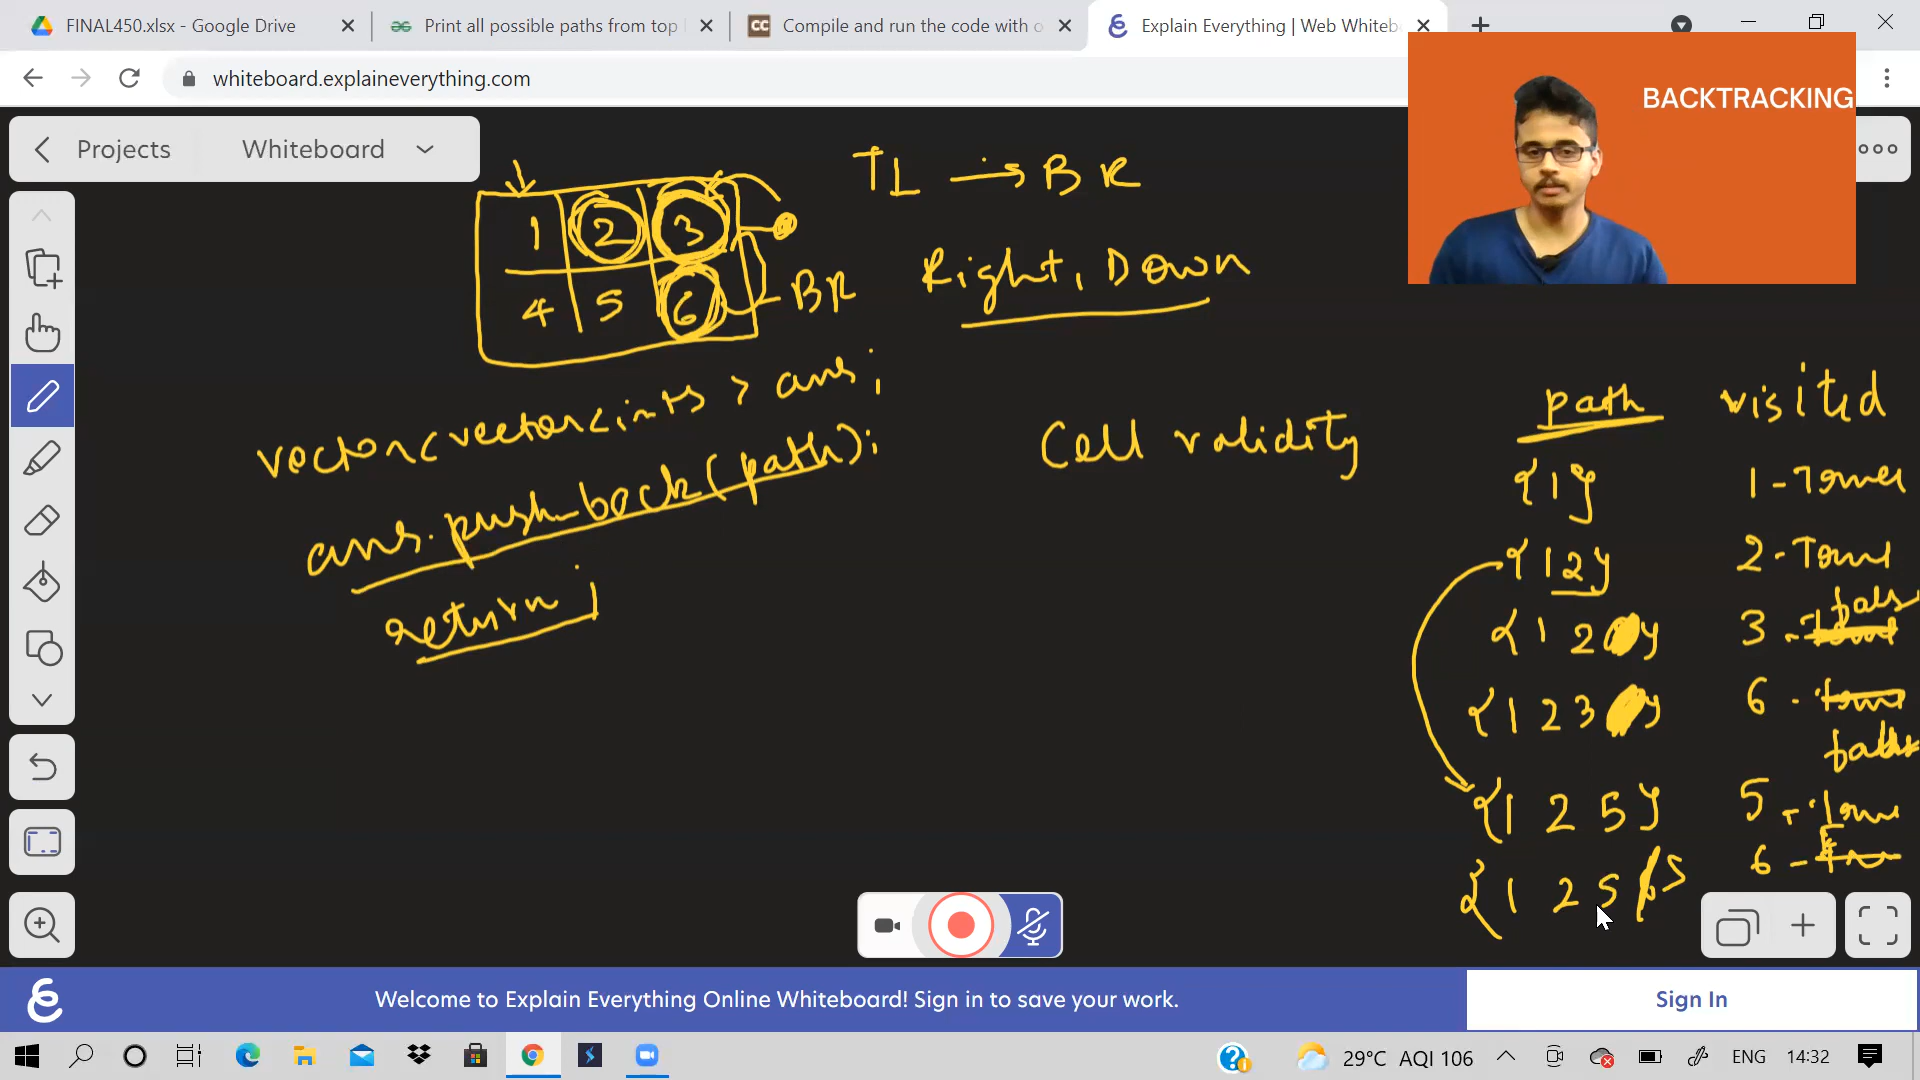 FINAL450.xlsx - Google Drive
Print all possible paths from top
Compile and run the code with o
Explain Everything | Web Whitebo
whiteboard.explaineverything.com
BACKTRACKING
Projects
Whiteboard
TL → BR
1 2 3
4 5 6
BR
Right, Down
vector<vector<int>> ans;
ans.push_back(path);
return;
Cell validity
path visited
{1} 1 - True
{1 2} 2 - True
{1 2 } 3 - True false
{1 2 3 } 6 - True false
{1 2 5} 5 - True
{1 2 5 6} 6 -
Welcome to Explain Everything Online Whiteboard! Sign in to save your work.
Sign In
29°C AQI 106
ENG
14:32